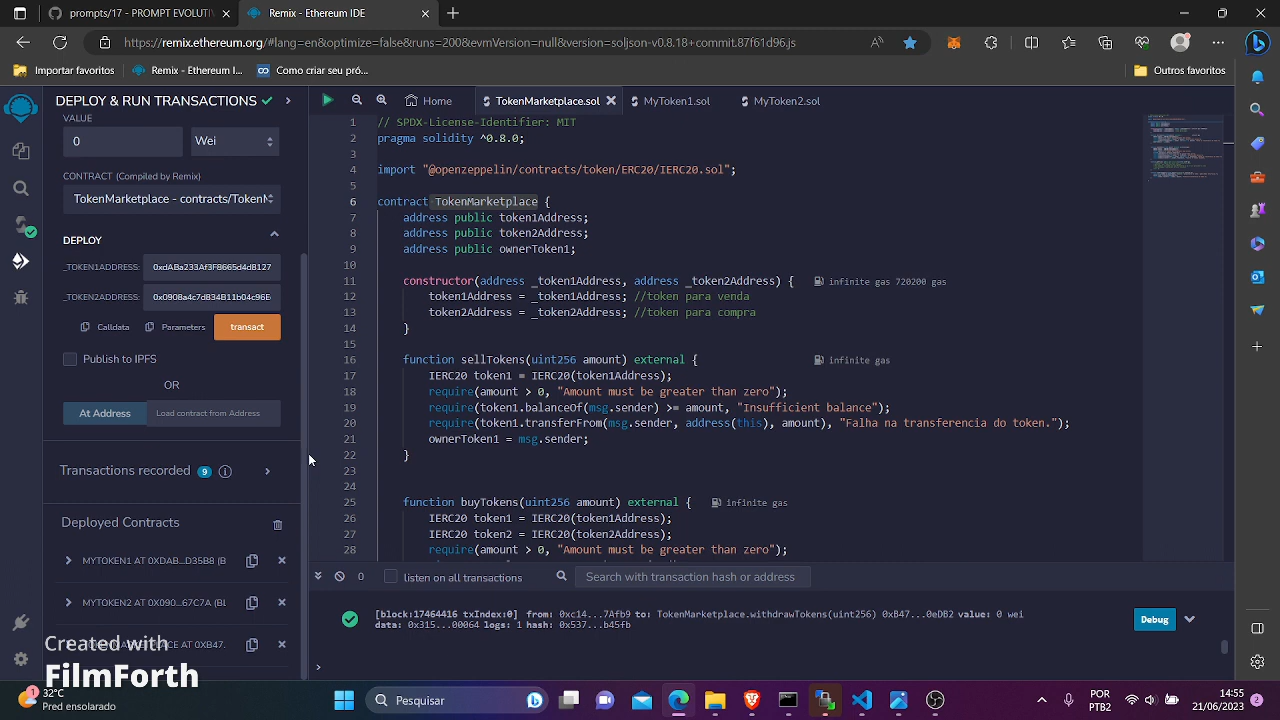 prompts/17 - PROMPT EVOLUTI
Remix - Ethereum IDE
https://remix.ethereum.org/#lang=en&optimize=false&runs=200&evmVersion=null&version=soljson-v0.8.18+commit.87f61d96.js
Importar favoritos
Remix - Ethereum I...
Como criar seu pró...
Outros favoritos
DEPLOY & RUN TRANSACTIONS
VALUE
0
Wei
CONTRACT (Compiled by Remix)
TokenMarketplace - contracts/TokenM
DEPLOY
_TOKEN1ADDRESS:
0xdABa233Af3FB665d4dB127
_TOKEN2ADDRESS:
0x090Ba4c7d834B11b04c96B
Calldata
Parameters
transact
Publish to IPFS
OR
At Address
Load contract from Address
Transactions recorded
9
Deployed Contracts
MYTOKEN1 AT 0XDAB...D35B8 (B
MYTOKEN2 AT 0X090...67C7A (BL
ACE AT 0XB47.
Created with
FilmForth
Home
TokenMarketplace.sol
MyToken1.sol
MyToken2.sol
1 // SPDX-License-Identifier: MIT
2 pragma solidity ^0.8.0;
3
4 import "@openzeppelin/contracts/token/ERC20/IERC20.sol";
5
6 contract TokenMarketplace {
7 address public token1Address;
8 address public token2Address;
9 address public ownerToken1;
10
11 constructor(address _token1Address, address _token2Address) { infinite gas 720200 gas
12 token1Address = _token1Address; //token para venda
13 token2Address = _token2Address; //token para compra
14 }
15
16 function sellTokens(uint256 amount) external { infinite gas
17 IERC20 token1 = IERC20(token1Address);
18 require(amount > 0, "Amount must be greater than zero");
19 require(token1.balanceOf(msg.sender) >= amount, "Insufficient balance");
20 require(token1.transferFrom(msg.sender, address(this), amount), "Falha na transferencia do token.");
21 ownerToken1 = msg.sender;
22 }
23
24
25 function buyTokens(uint256 amount) external { infinite gas
26 IERC20 token1 = IERC20(token1Address);
27 IERC20 token2 = IERC20(token2Address);
28 require(amount > 0, "Amount must be greater than zero");
0
listen on all transactions
Search with transaction hash or address
[block:17464416 txIndex:0] from: 0xc14...7Afb9 to: TokenMarketplace.withdrawTokens(uint256) 0xB47...0eDB2 value: 0 wei
data: 0x315...00064 logs: 1 hash: 0x537...b45fb
Debug
>
1
32°C
Pred ensolarado
Pesquisar
POR
PTB2
14:55
21/06/2023
2